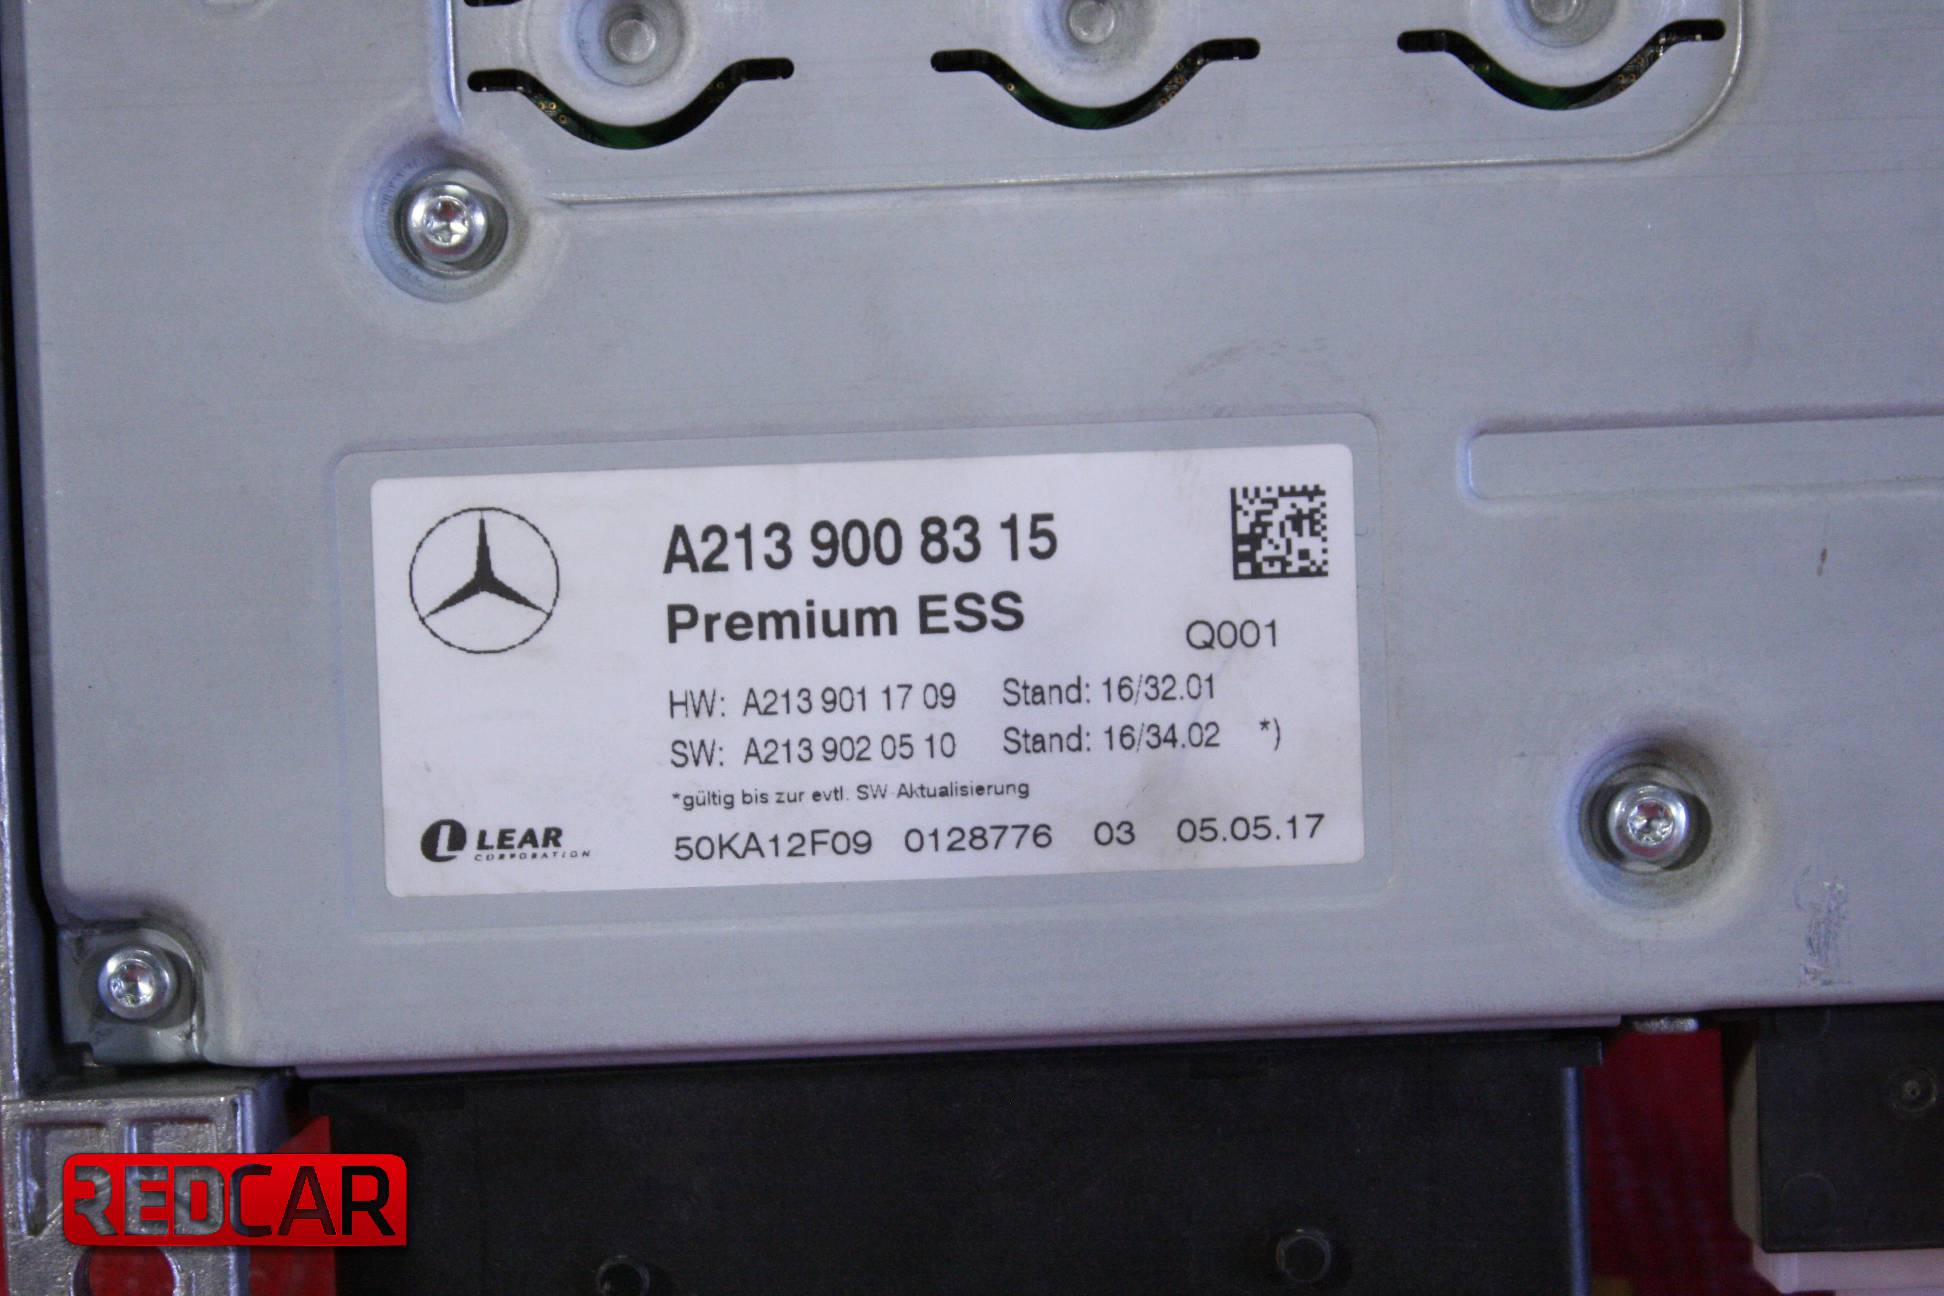 A213 900 83 15
Premium ESS
Q001
HW: A213 901 17 09 Stand: 16/32.01
SW: A213 902 05 10 Stand: 16/34.02 *)
*gültig bis zur evtl. SW-Aktualisierung
LEAR
CORPORATION
50KA12F09 0128776 03 05.05.17
REDCAR